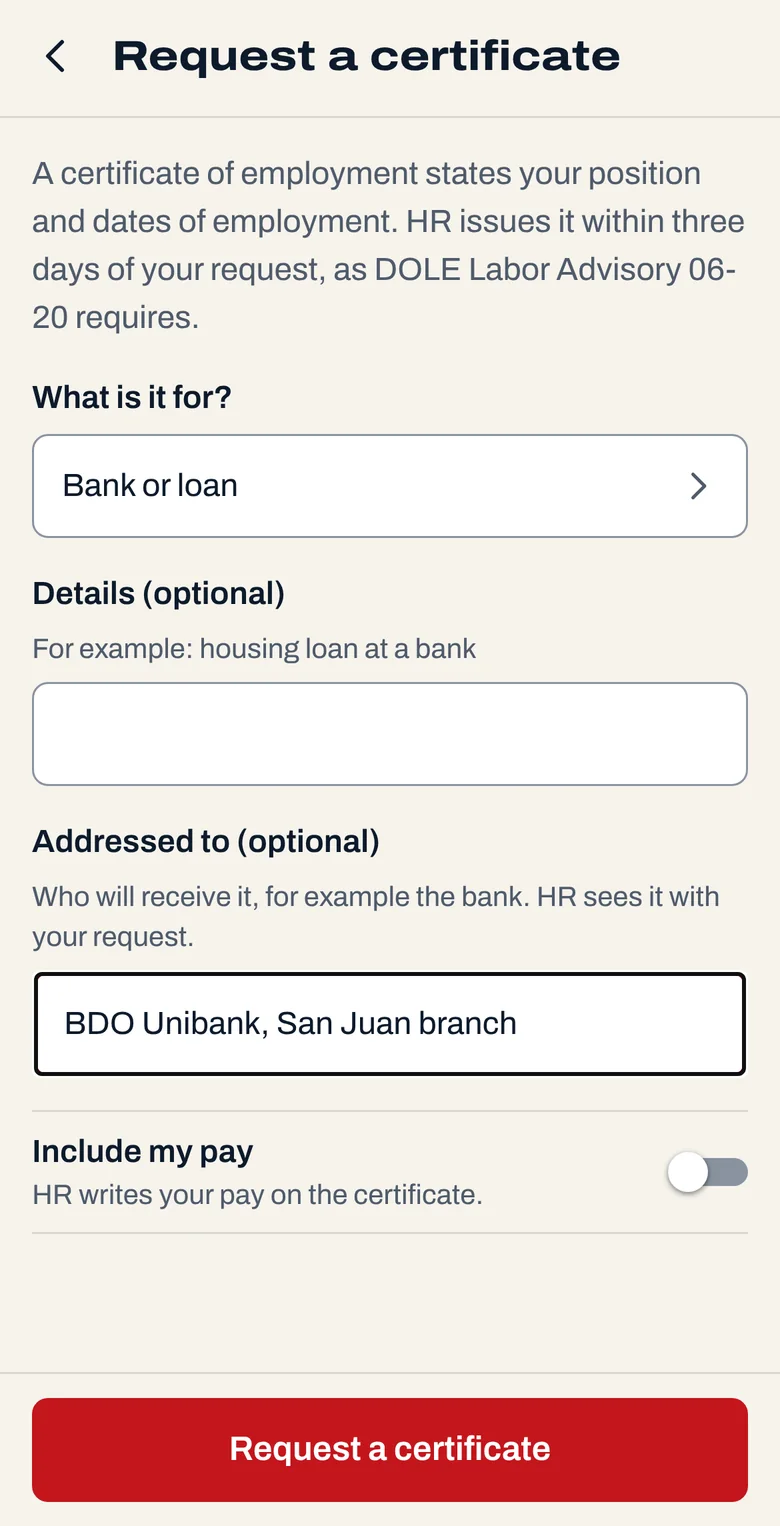 Request a certificate
A certificate of employment states your position
and dates of employment. HR issues it within three
days of your request, as DOLE Labor Advisory 06-
20 requires.
What is it for?
Bank or loan
Details (optional)
For example: housing loan at a bank
Addressed to (optional)
Who will receive it, for example the bank. HR sees it with
your request.
BDO Unibank, San Juan branch
Include my pay
HR writes your pay on the certificate.
Request a certificate